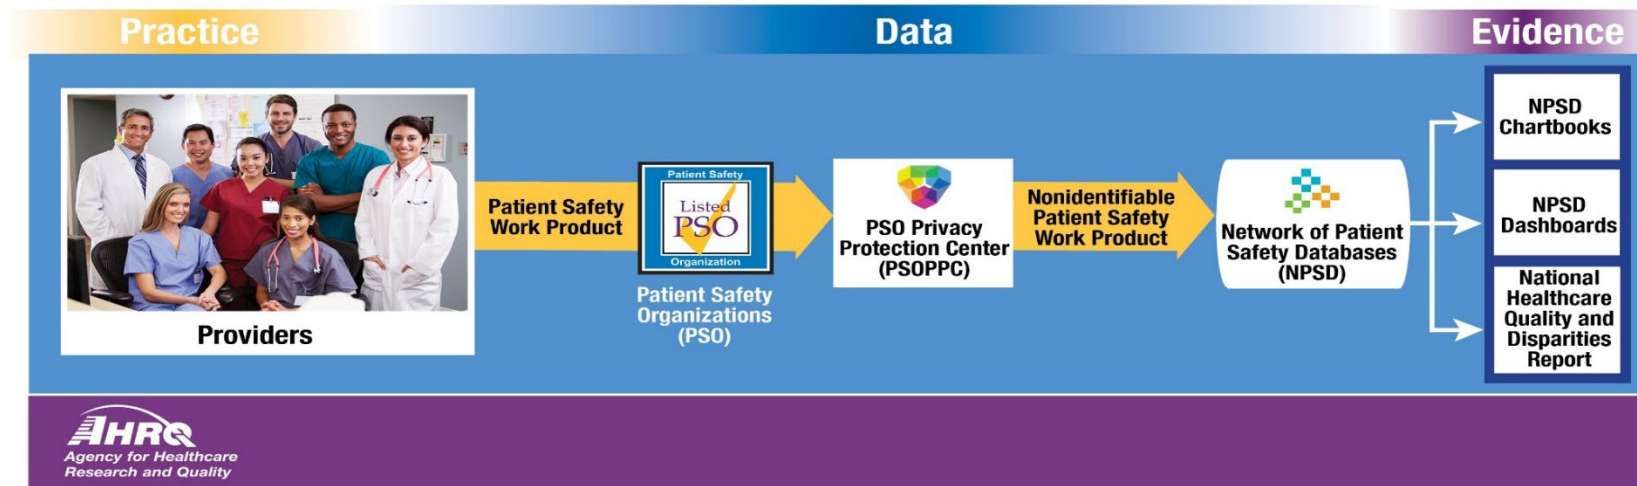 Practice
Data
Evidence
Providers
Patient Safety
Work Product
Patient Safety
Listed
PSO
Organization
Patient Safety
Organizations
(PSO)
PSO Privacy
Protection Center
(PSOPPC)
Nonidentifiable
Patient Safety
Work Product
Network of Patient
Safety Databases
(NPSD)
NPSD
Chartbooks
NPSD
Dashboards
National
Healthcare
Quality and
Disparities
Report
AHRQ
Agency for Healthcare
Research and Quality